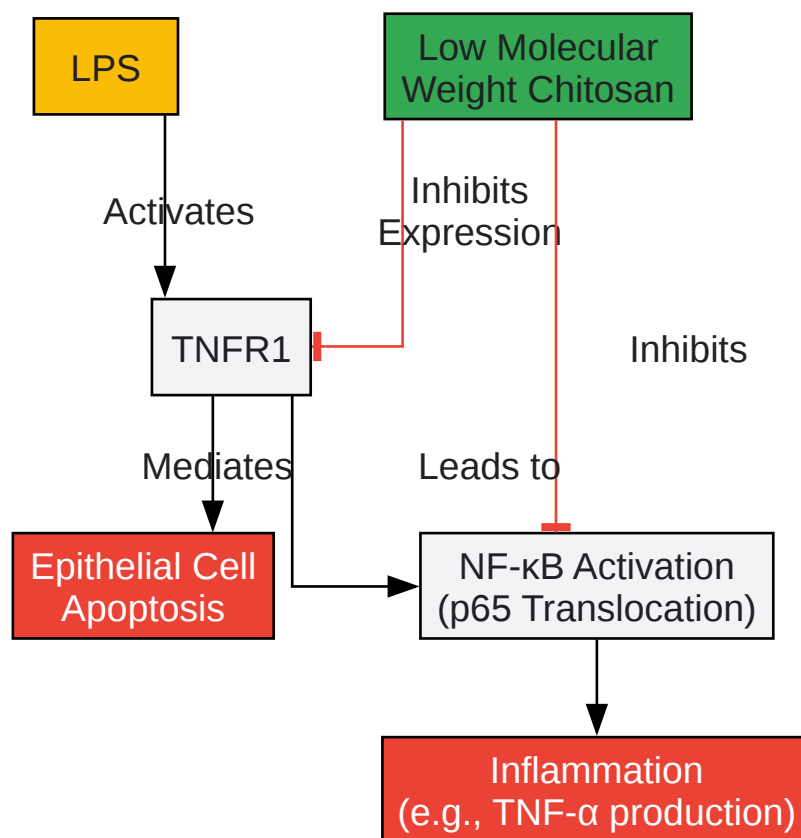 LPS
Low Molecular
Weight Chitosan
Activates
Inhibits
Expression
TNFR1
Inhibits
Mediates
Leads to
Epithelial Cell
Apoptosis
NF-κB Activation
(p65 Translocation)
Inflammation
(e.g., TNF-α production)